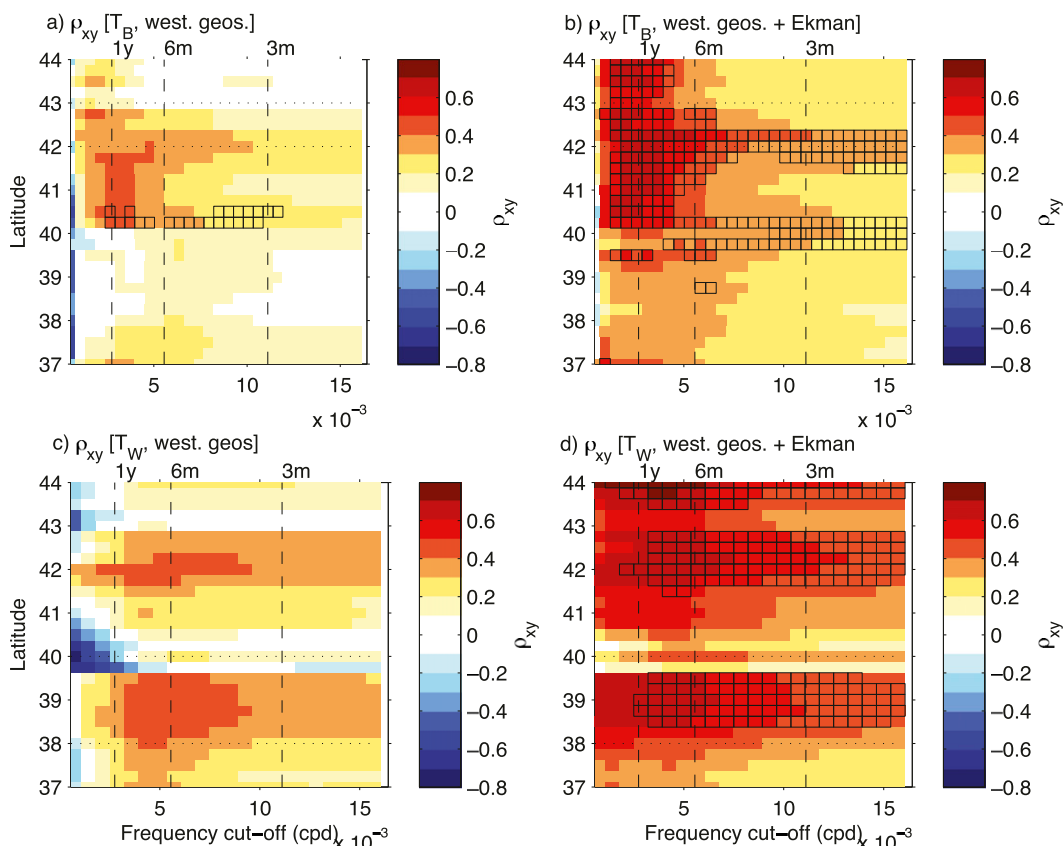 a) ρxy [TB, west. geos.]
1y 6m 3m
44
43
42
41
40
39
38
37
Latitude
5 10 15
x 10−3
0.6
0.4
0.2
0
−0.2
−0.4
−0.6
−0.8
ρxy
b) ρxy [TB, west. geos. + Ekman]
1y 6m 3m
44
43
42
41
40
39
38
37
5 10 15
x 10−3
0.6
0.4
0.2
0
−0.2
−0.4
−0.6
−0.8
ρxy
c) ρxy [TW, west. geos]
1y 6m 3m
44
43
42
41
40
39
38
37
Latitude
5 10 15
Frequency cut−off (cpd)
x 10−3
0.6
0.4
0.2
0
−0.2
−0.4
−0.6
−0.8
ρxy
d) ρxy [TW, west. geos. + Ekman
1y 6m 3m
44
43
42
41
40
39
38
37
5 10 15
Frequency cut−off (cpd)
x 10−3
0.6
0.4
0.2
0
−0.2
−0.4
−0.6
−0.8
ρxy